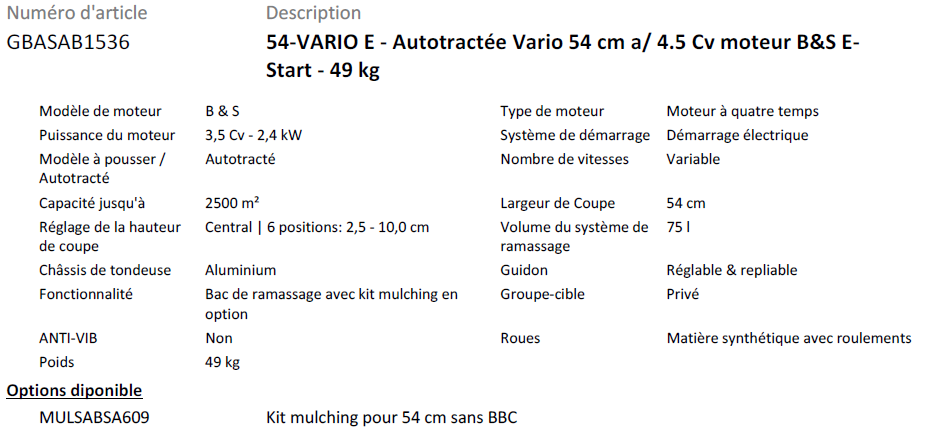 Numéro d'article Description
GBASAB1536 54-VARIO E - Autotractée Vario 54 cm a/ 4.5 Cv moteur B&S E-
Start - 49 kg
Modèle de moteur B & S Type de moteur Moteur à quatre temps
Puissance du moteur 3,5 Cv - 2,4 kW Système de démarrage Démarrage électrique
Modèle à pousser / Autotracté Nombre de vitesses Variable
Autotracté
Capacité jusqu'à 2500 m² Largeur de Coupe 54 cm
Réglage de la hauteur Central | 6 positions: 2,5 - 10,0 cm Volume du système de 75 l
de coupe ramassage
Châssis de tondeuse Aluminium Guidon Réglable & repliable
Fonctionnalité Bac de ramassage avec kit mulching en Groupe-cible Privé
option
ANTI-VIB Non Roues Matière synthétique avec roulements
Poids 49 kg
Options diponible
MULSABSA609 Kit mulching pour 54 cm sans BBC